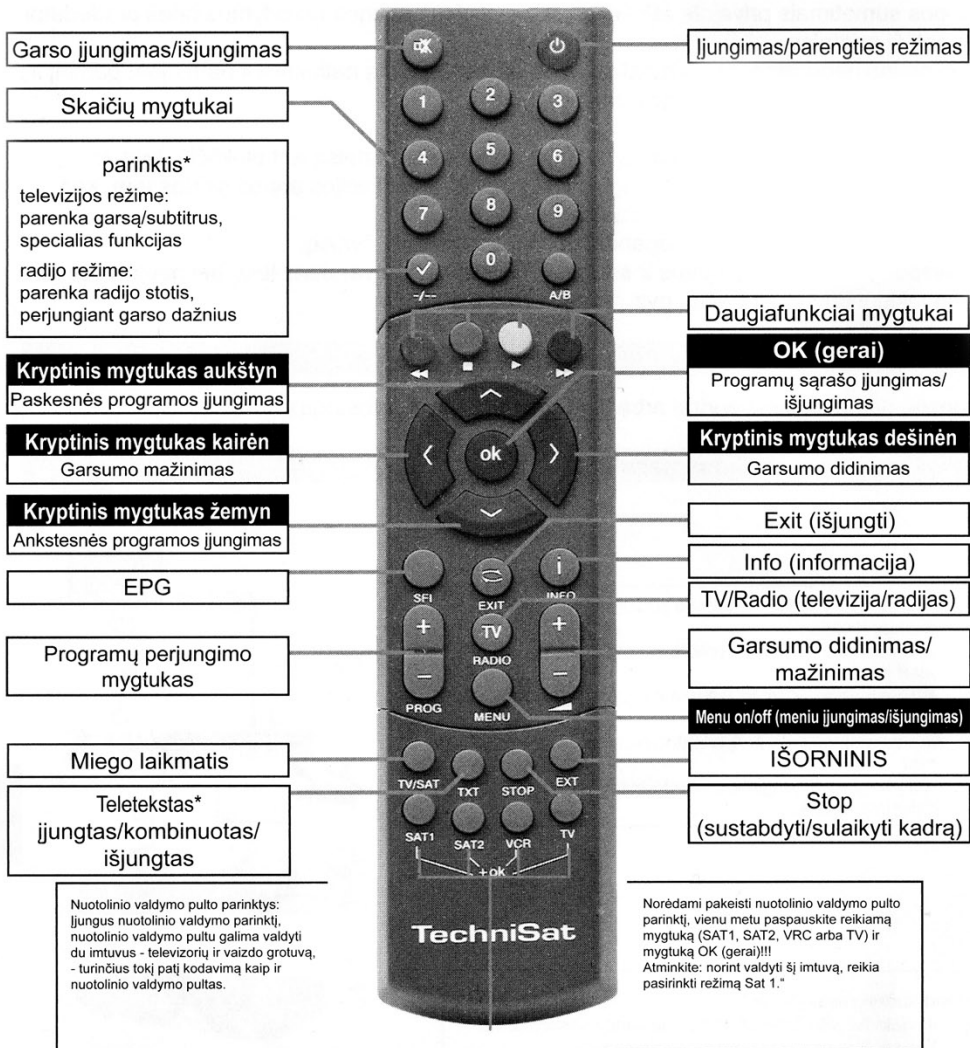 Garso įjungimas/išjungimas
Įjungimas/parengties režimas
Skaičių mygtukai
1
2
3
4
5
6
7
8
9
0
-/--
A/B
parinktis*
televizijos režime:
parenka garsą/subtitrus,
specialias funkcijas
radijo režime:
parenka radijo stotis,
perjungiant garso dažnius
Daugiafunkciai mygtukai
OK (gerai)
Programų sąrašo įjungimas/
išjungimas
Kryptinis mygtukas aukštyn
Paskesnės programos įjungimas
Kryptinis mygtukas kairėn
Garsumo mažinimas
ok
Kryptinis mygtukas dešinėn
Garsumo didinimas
Kryptinis mygtukas žemyn
Ankstesnės programos įjungimas
Exit (išjungti)
EPG
Info (informacija)
SFI
EXIT
i
INFO
TV/Radio (televizija/radijas)
+
TV
+
RADIO
Programų perjungimo
mygtukas
Garsumo didinimas/
mažinimas
−
−
PROG
MENU
Menu on/off (meniu įjungimas/išjungimas)
Miego laikmatis
IŠORNINIS
TV/SAT
TXT
STOP
EXT
Teletekstas*
įjungtas/kombinuotas/
išjungtas
Stop
(sustabdyti/sulaikyti kadrą)
SAT1
SAT2
VCR
TV
+ok
TechniSat
Nuotolinio valdymo pulto parinktys:
Įjungus nuotolinio valdymo parinktį,
nuotolinio valdymo pultu galima valdyti
du imtuvus - televizorių ir vaizdo grotuvą,
- turinčius tokį patį kodavimą kaip ir
nuotolinio valdymo pultas.
Norėdami pakeisti nuotolinio valdymo pulto
parinktį, vienu metu paspauskite reikiamą
mygtuką (SAT1, SAT2, VRC arba TV) ir
mygtuką OK (gerai)!!!
Atminkite: norint valdyti šį imtuvą, reikia
pasirinkti režimą Sat 1."